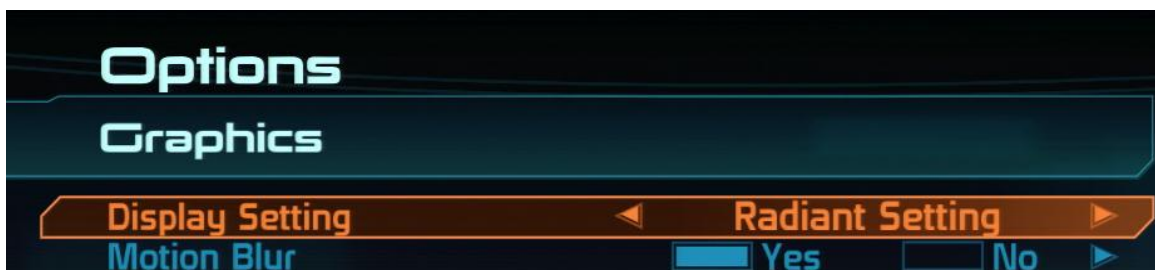 Options
Graphics
Display Setting Radiant Setting
Motion Blur Yes No